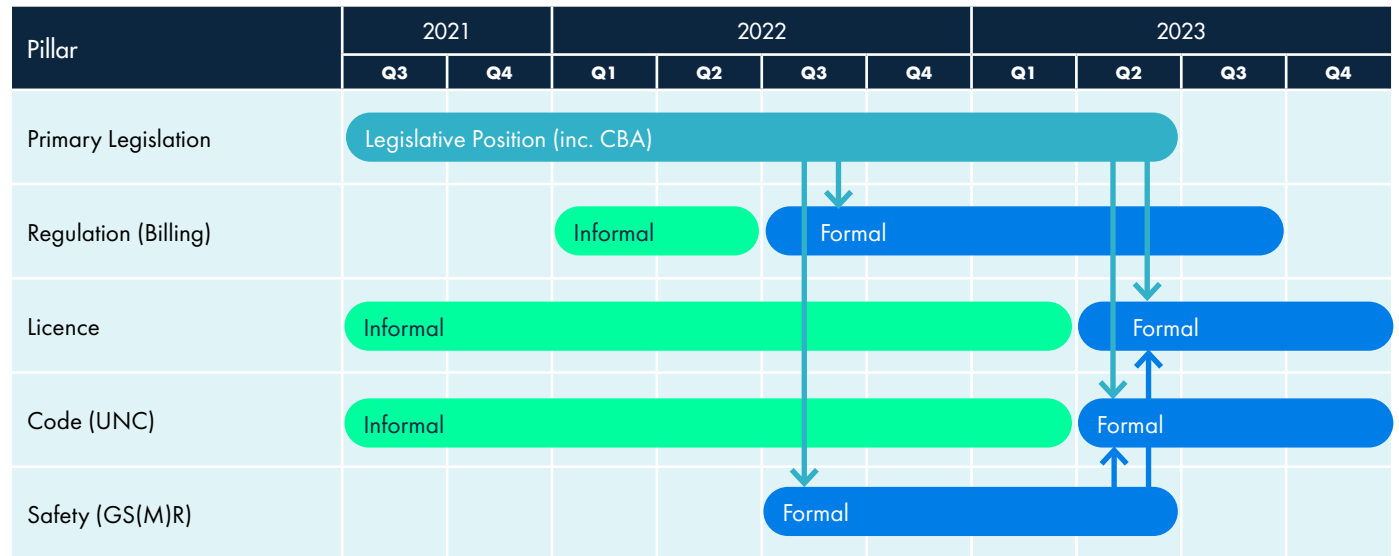 Pillar
2021
2022
2023
Q3
Q4
Q1
Q2
Q3
Q4
Q1
Q2
Q3
Q4
Primary Legislation
Legislative Position (inc. CBA)
Regulation (Billing)
Informal
Formal
Licence
Informal
Formal
Code (UNC)
Informal
Formal
Safety (GS(M)R)
Formal